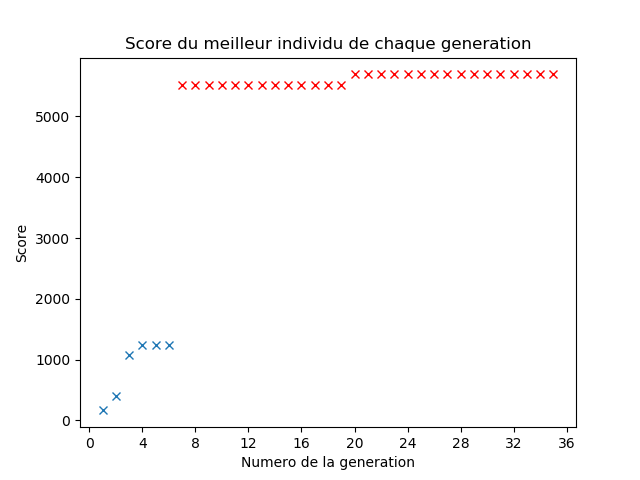 Score du meilleur individu de chaque generation
5000
4000
3000
2000
1000
0
Score
0 4 8 12 16 20 24 28 32 36
Numero de la generation